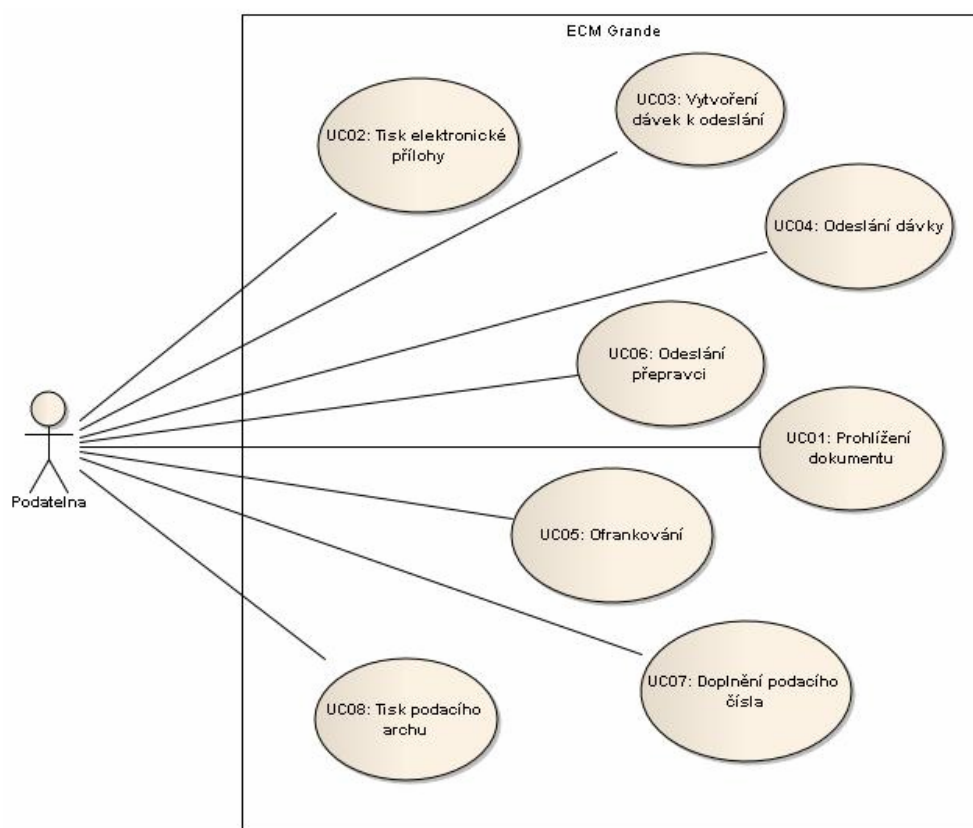 ECM Grande
UC03: Vytvoření
dávek k odeslání
UC02: Tisk elektronické
přílohy
UC04: Odeslání dávky
UC06: Odeslání
přepravci
UC01: Prohlížení
dokumentu
Podatelna
UC05: Ofrankování
UC07: Doplnění podacího
čísla
UC08: Tisk podacího
archu